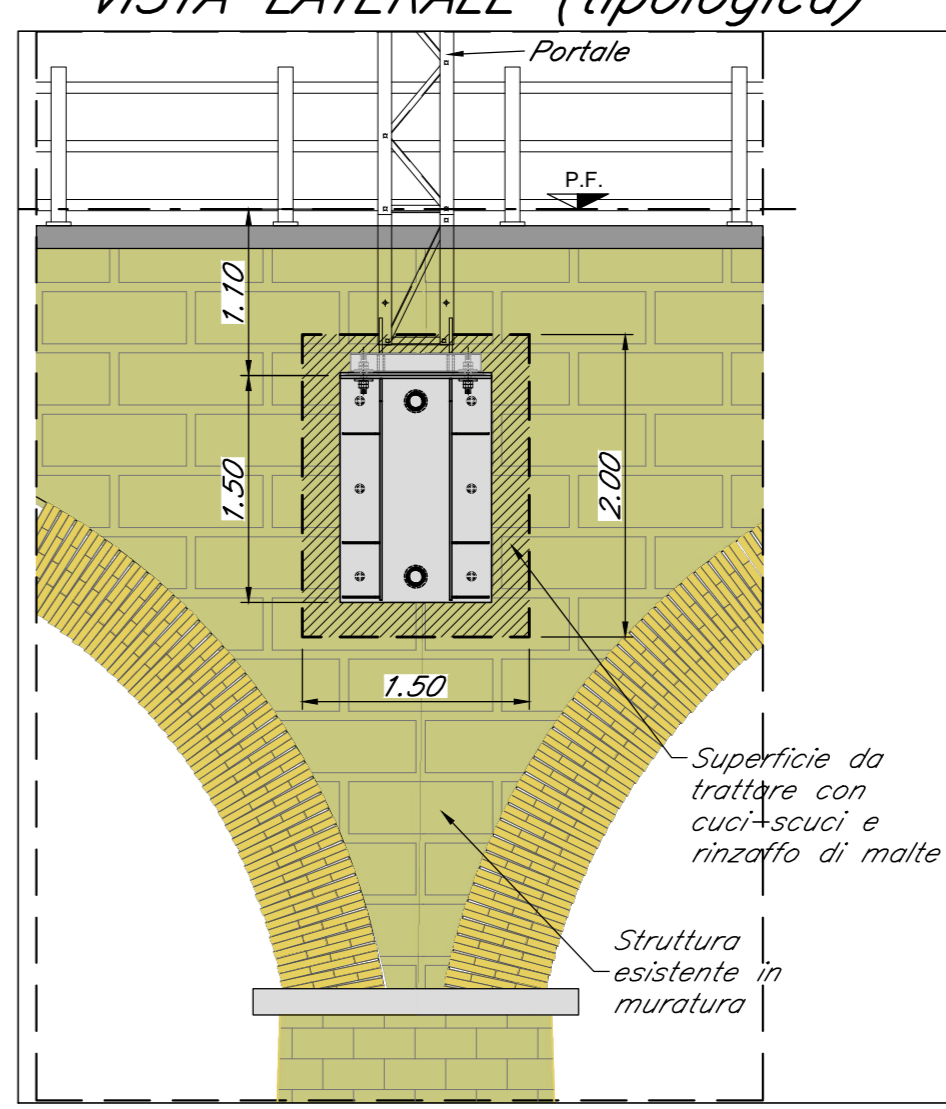 VISTA LATERALE (tipologica)
Portale
P.F.
1.10
1.50
2.00
1.50
Superficie da
trattare con
cuci-scuci e
rinzaffo di malte
Struttura
esistente in
muratura